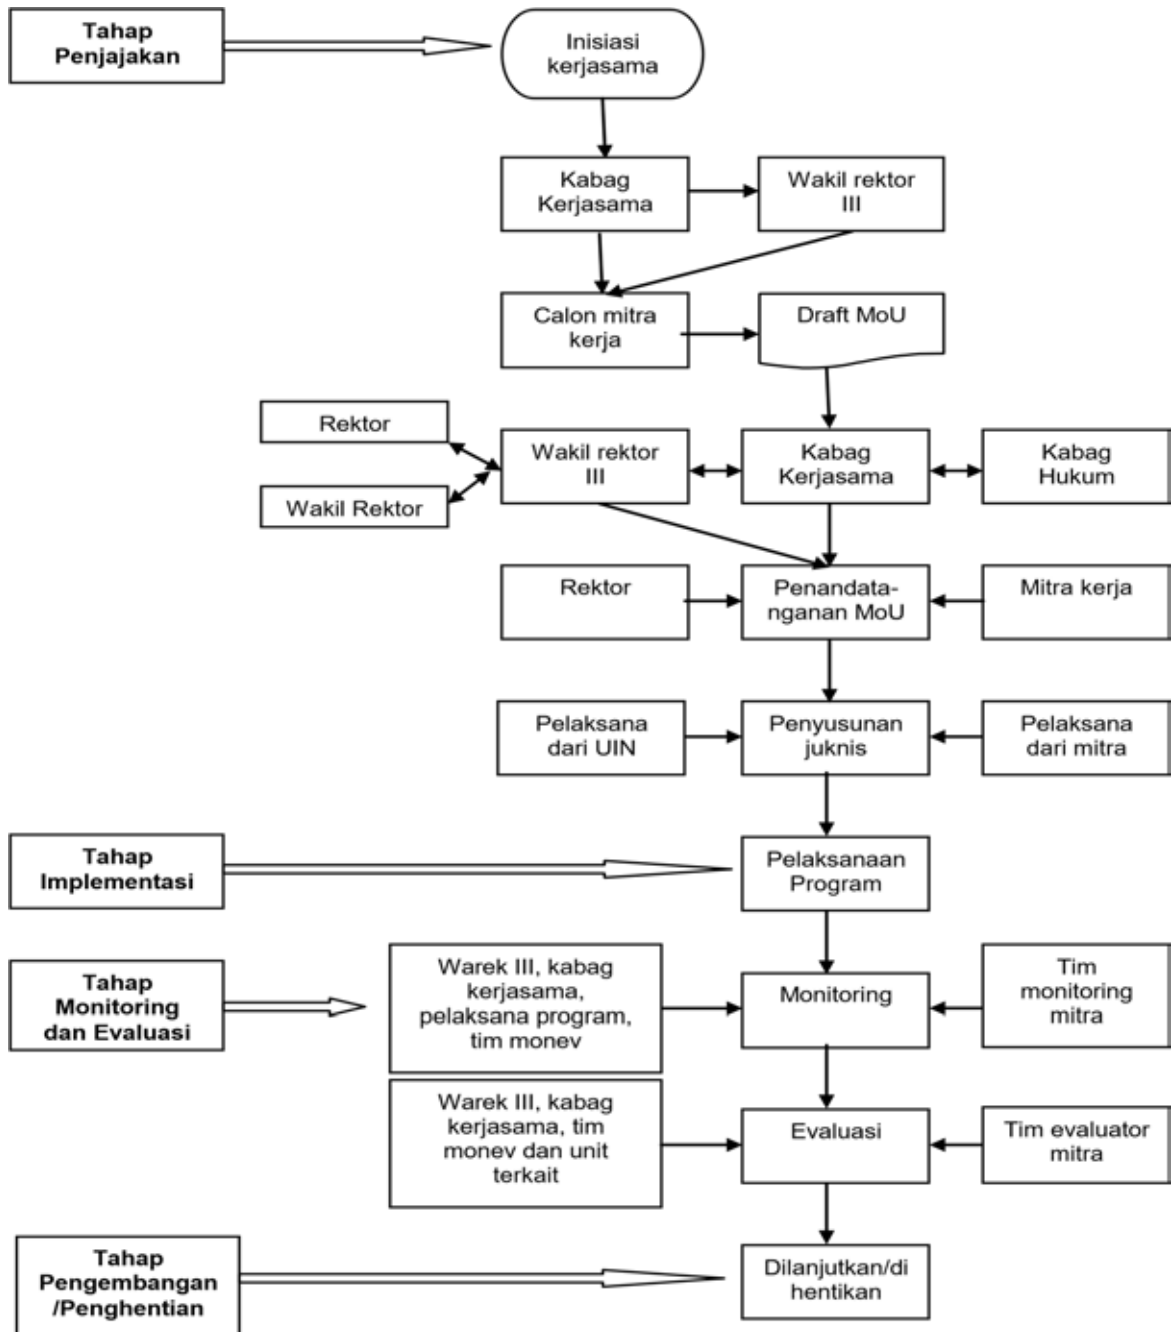 Tahap
Penjajakan
Inisiasi
kerjasama
Kabag
Kerjasama
Wakil rektor
III
Calon mitra
kerja
Draft MoU
Rektor
Wakil Rektor
Wakil rektor
III
Kabag
Kerjasama
Kabag
Hukum
Rektor
Penandata-
nganan MoU
Mitra kerja
Pelaksana
dari UIN
Penyusunan
juknis
Pelaksana
dari mitra
Tahap
Implementasi
Pelaksanaan
Program
Tahap
Monitoring
dan Evaluasi
Warek III, kabag
kerjasama,
pelaksana program,
tim monev
Monitoring
Tim
monitoring
mitra
Warek III, kabag
kerjasama, tim
monev dan unit
terkait
Evaluasi
Tim evaluator
mitra
Tahap
Pengembangan
/Penghentian
Dilanjutkan/di
hentikan